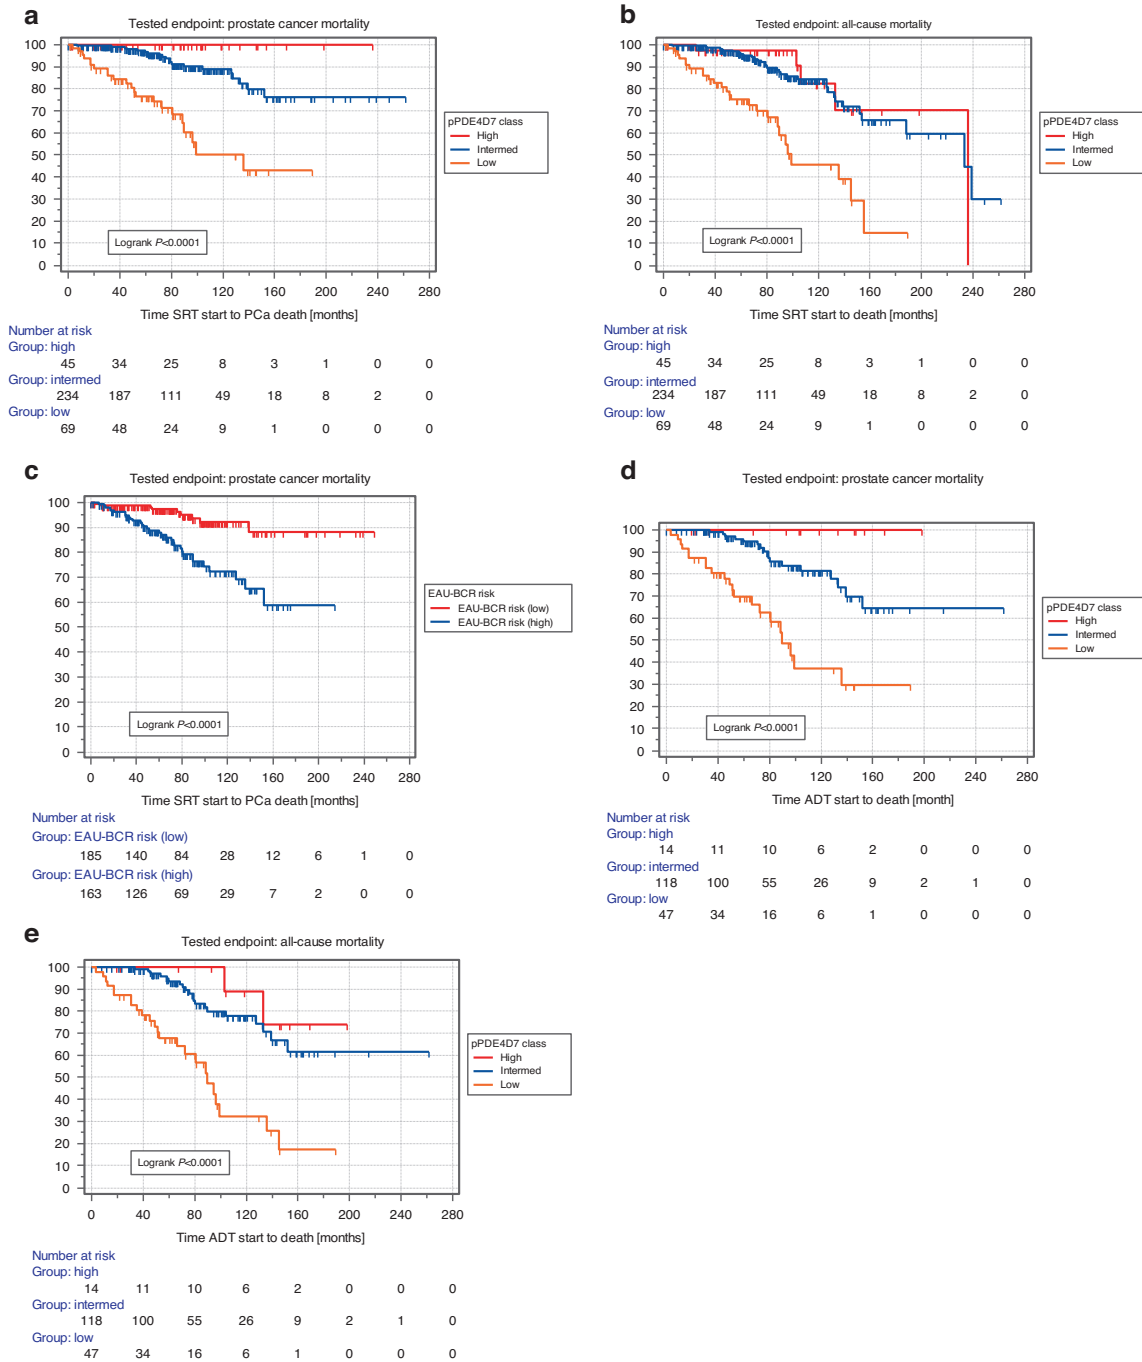 a
Tested endpoint: prostate cancer mortality
100
90
80
70
60
50
40
30
20
10
0
Logrank P<0.0001
0 40 80 120 160 200 240 280
Time SRT start to PCa death [months]
pPDE4D7 class
High
Intermed
Low
Number at risk
Group: high
45 34 25 8 3 1 0 0
Group: intermed
234 187 111 49 18 8 2 0
Group: low
69 48 24 9 1 0 0 0
b
Tested endpoint: all-cause mortality
100
90
80
70
60
50
40
30
20
10
0
Logrank P<0.0001
0 40 80 120 160 200 240 280
Time SRT start to death [months]
pPDE4D7 class
High
Intermed
Low
Number at risk
Group: high
45 34 25 8 3 1 0 0
Group: intermed
234 187 111 49 18 8 2 0
Group: low
69 48 24 9 1 0 0 0
c
Tested endpoint: prostate cancer mortality
100
90
80
70
60
50
40
30
20
10
0
Logrank P<0.0001
0 40 80 120 160 200 240 280
Time SRT start to PCa death [months]
EAU-BCR risk
EAU-BCR risk (low)
EAU-BCR risk (high)
Number at risk
Group: EAU-BCR risk (low)
185 140 84 28 12 6 1 0
Group: EAU-BCR risk (high)
163 126 69 29 7 2 0 0
d
Tested endpoint: prostate cancer mortality
100
90
80
70
60
50
40
30
20
10
0
Logrank P<0.0001
0 40 80 120 160 200 240 280
Time ADT start to death [month]
pPDE4D7 class
High
Intermed
Low
Number at risk
Group: high
14 11 10 6 2 0 0 0
Group: intermed
118 100 55 26 9 2 1 0
Group: low
47 34 16 6 1 0 0 0
e
Tested endpoint: all-cause mortality
100
90
80
70
60
50
40
30
20
10
0
Logrank P<0.0001
0 40 80 120 160 200 240 280
Time ADT start to death [months]
pPDE4D7 class
High
Intermed
Low
Number at risk
Group: high
14 11 10 6 2 0 0 0
Group: intermed
118 100 55 26 9 2 1 0
Group: low
47 34 16 6 1 0 0 0